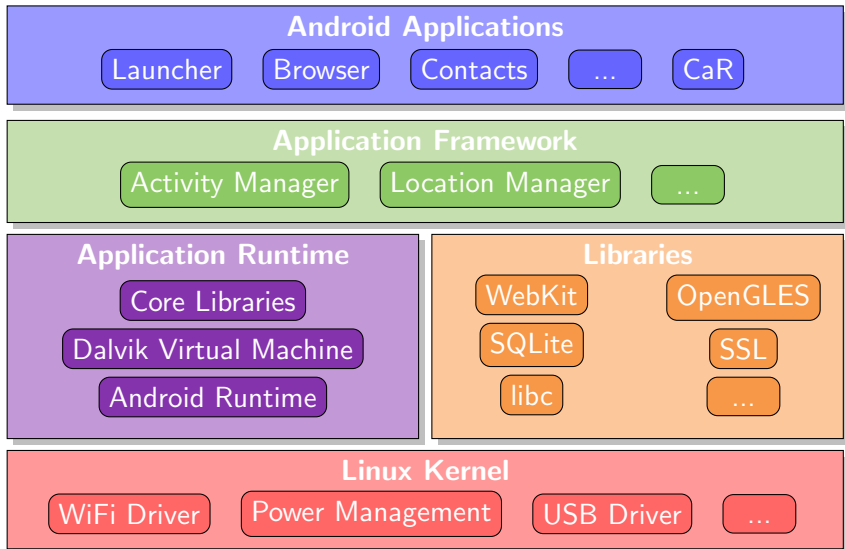 Android Applications
Launcher Browser Contacts ... CaR
Application Framework
Activity Manager Location Manager ...
Application Runtime
Core Libraries
Dalvik Virtual Machine
Android Runtime
Libraries
WebKit OpenGLES
SQLite SSL
libc ...
Linux Kernel
WiFi Driver Power Management USB Driver ...